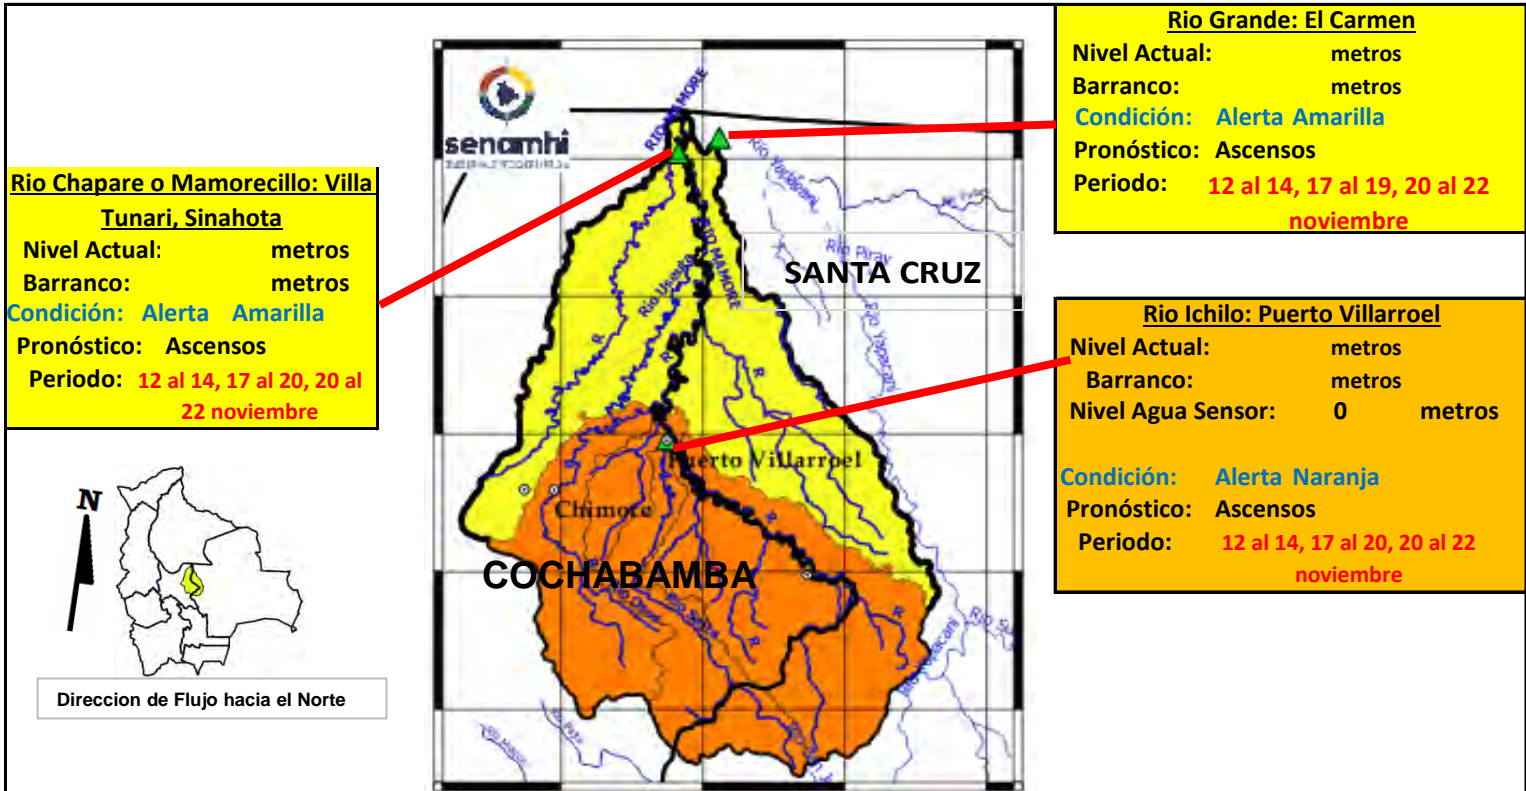 Rio Grande: El Carmen
Nivel Actual: metros
Barranco: metros
Condición: Alerta Amarilla
Pronóstico: Ascensos
Periodo: 12 al 14, 17 al 19, 20 al 22
noviembre
Rio Chapare o Mamorecillo: Villa
Tunari, Sinahota
Nivel Actual: metros
Barranco: metros
Condición: Alerta Amarilla
Pronóstico: Ascensos
Periodo: 12 al 14, 17 al 20, 20 al
22 noviembre
Rio Ichilo: Puerto Villarroel
Nivel Actual: metros
Barranco: metros
Nivel Agua Sensor: 0 metros
Condición: Alerta Naranja
Pronóstico: Ascensos
Periodo: 12 al 14, 17 al 20, 20 al 22
noviembre
senamhi
RIO MAMORE
RIO MAMORE
Rio Piray
SANTA CRUZ
Rio Yapacani
R
R
R
Puerto Villarroel
Chimore
COCHABAMBA
R
R
N
Direccion de Flujo hacia el Norte